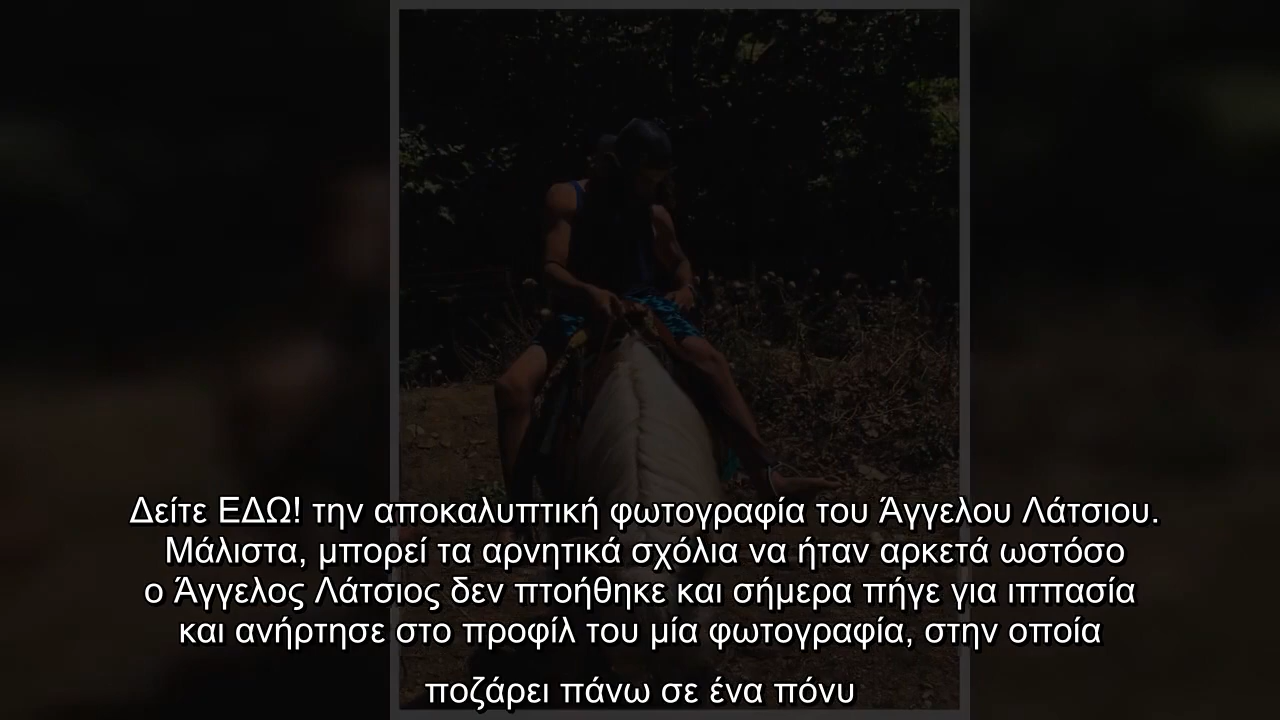 Δείτε ΕΔΩ! την αποκαλυπτική φωτογραφία του Άγγελου Λάτσιου.
Μάλιστα, μπορεί τα αρνητικά σχόλια να ήταν αρκετά ωστόσο
ο Άγγελος Λάτσιος δεν πτοήθηκε και σήμερα πήγε για ιππασία
και ανήρτησε στο προφίλ του μία φωτογραφία, στην οποία
ποζάρει πάνω σε ένα πόνυ